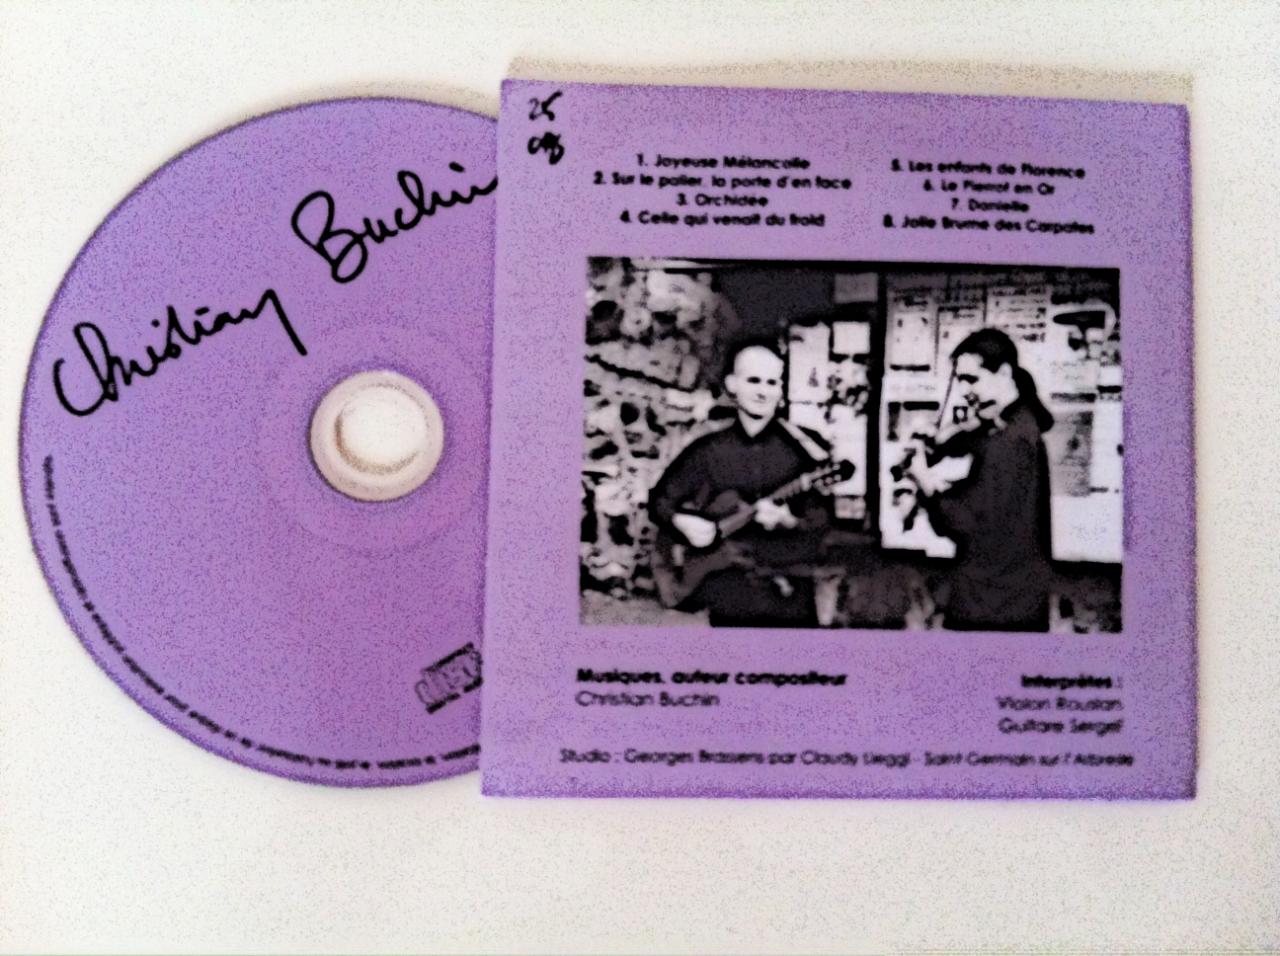 Christian Buchin
25
1. Joyeuse Mélancolie
2. Sur le palier, la porte d'en face
3. Orchidée
4. Celle qui venait du froid
5. Les enfants de Florence
6. Le Pierrot en Or
7. Danielle
8. Jolie Brume des Carpates
Musiques, auteur compositeur
Christian Buchin
Interprètes :
Violon Roustan
Guitare Sergeï
Studio : Georges Brassens par Claudy - Saint Germain sur l'Arbresle